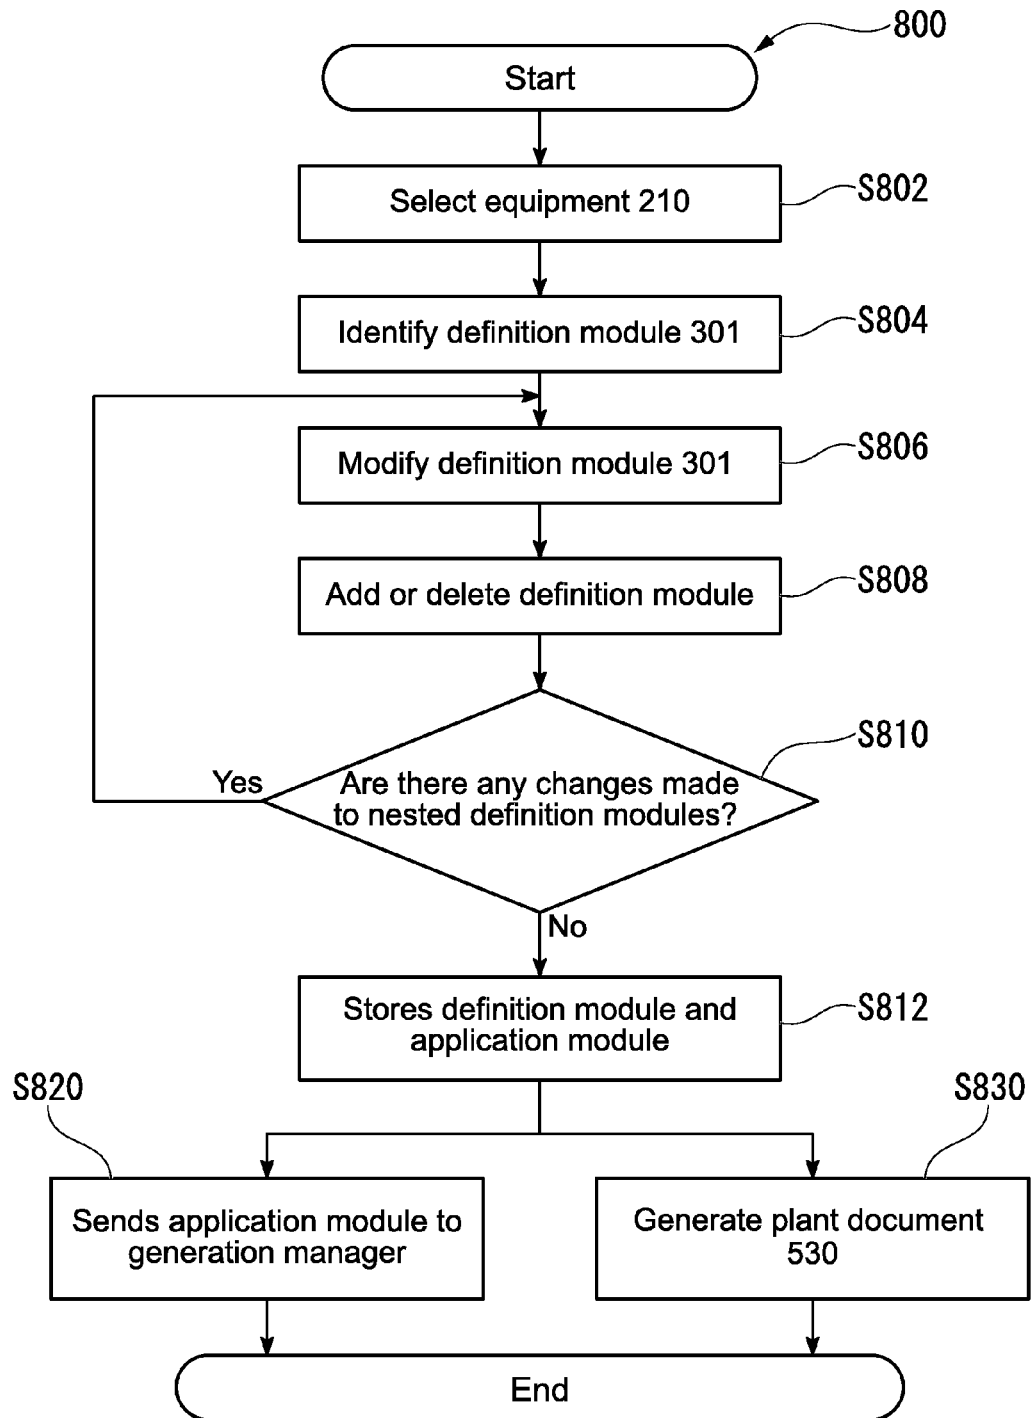 800
Start
Select equipment 210
S802
Identify definition module 301
S804
Modify definition module 301
S806
Add or delete definition module
S808
Are there any changes made
to nested definition modules?
S810
Yes
No
Stores definition module and
application module
S812
S820
S830
Sends application module to
generation manager
Generate plant document
530
End